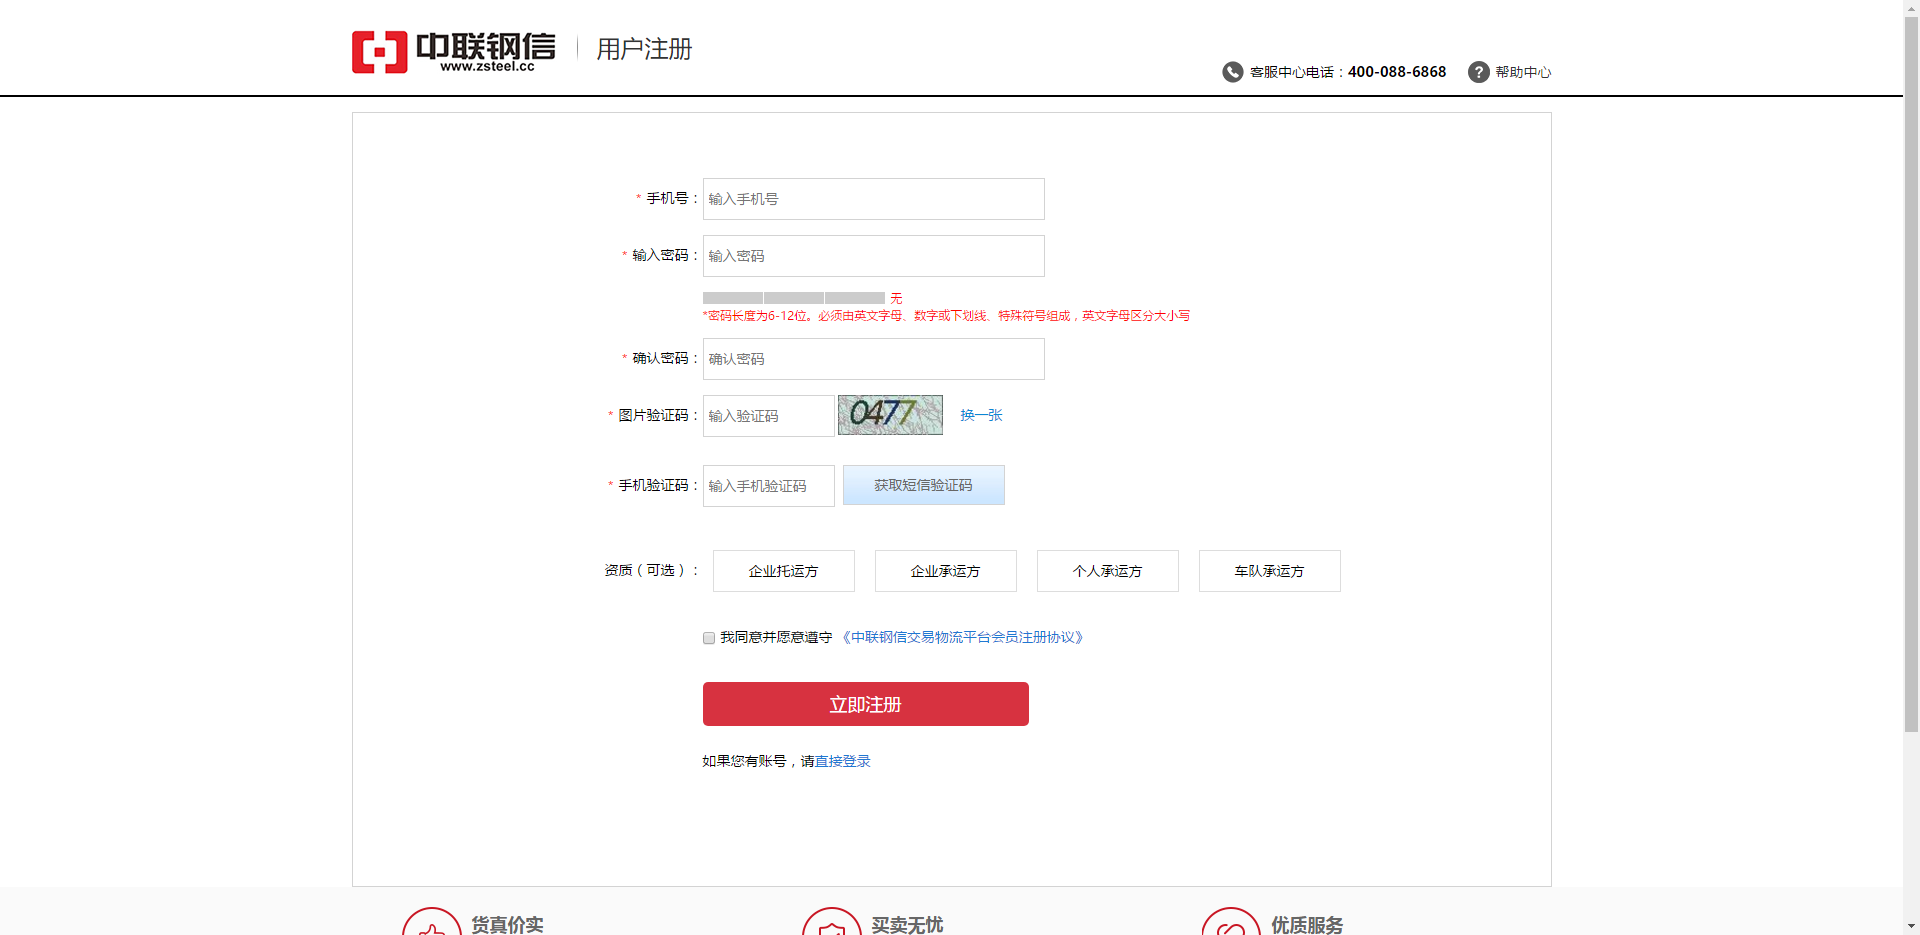 中联钢信
www.zsteel.cc
用户注册
客服中心电话：400-088-6868
帮助中心
* 手机号：
输入手机号
* 输入密码：
输入密码
无
*密码长度为6-12位。必须由英文字母、数字或下划线、特殊符号组成，英文字母区分大小写
* 确认密码：
确认密码
* 图片验证码：
输入验证码
0477
换一张
* 手机验证码：
输入手机验证码
获取短信验证码
资质（可选）：
企业托运方
企业承运方
个人承运方
车队承运方
我同意并愿意遵守《中联钢信交易物流平台会员注册协议》
立即注册
如果您有账号，请直接登录
货真价实
买卖无忧
优质服务